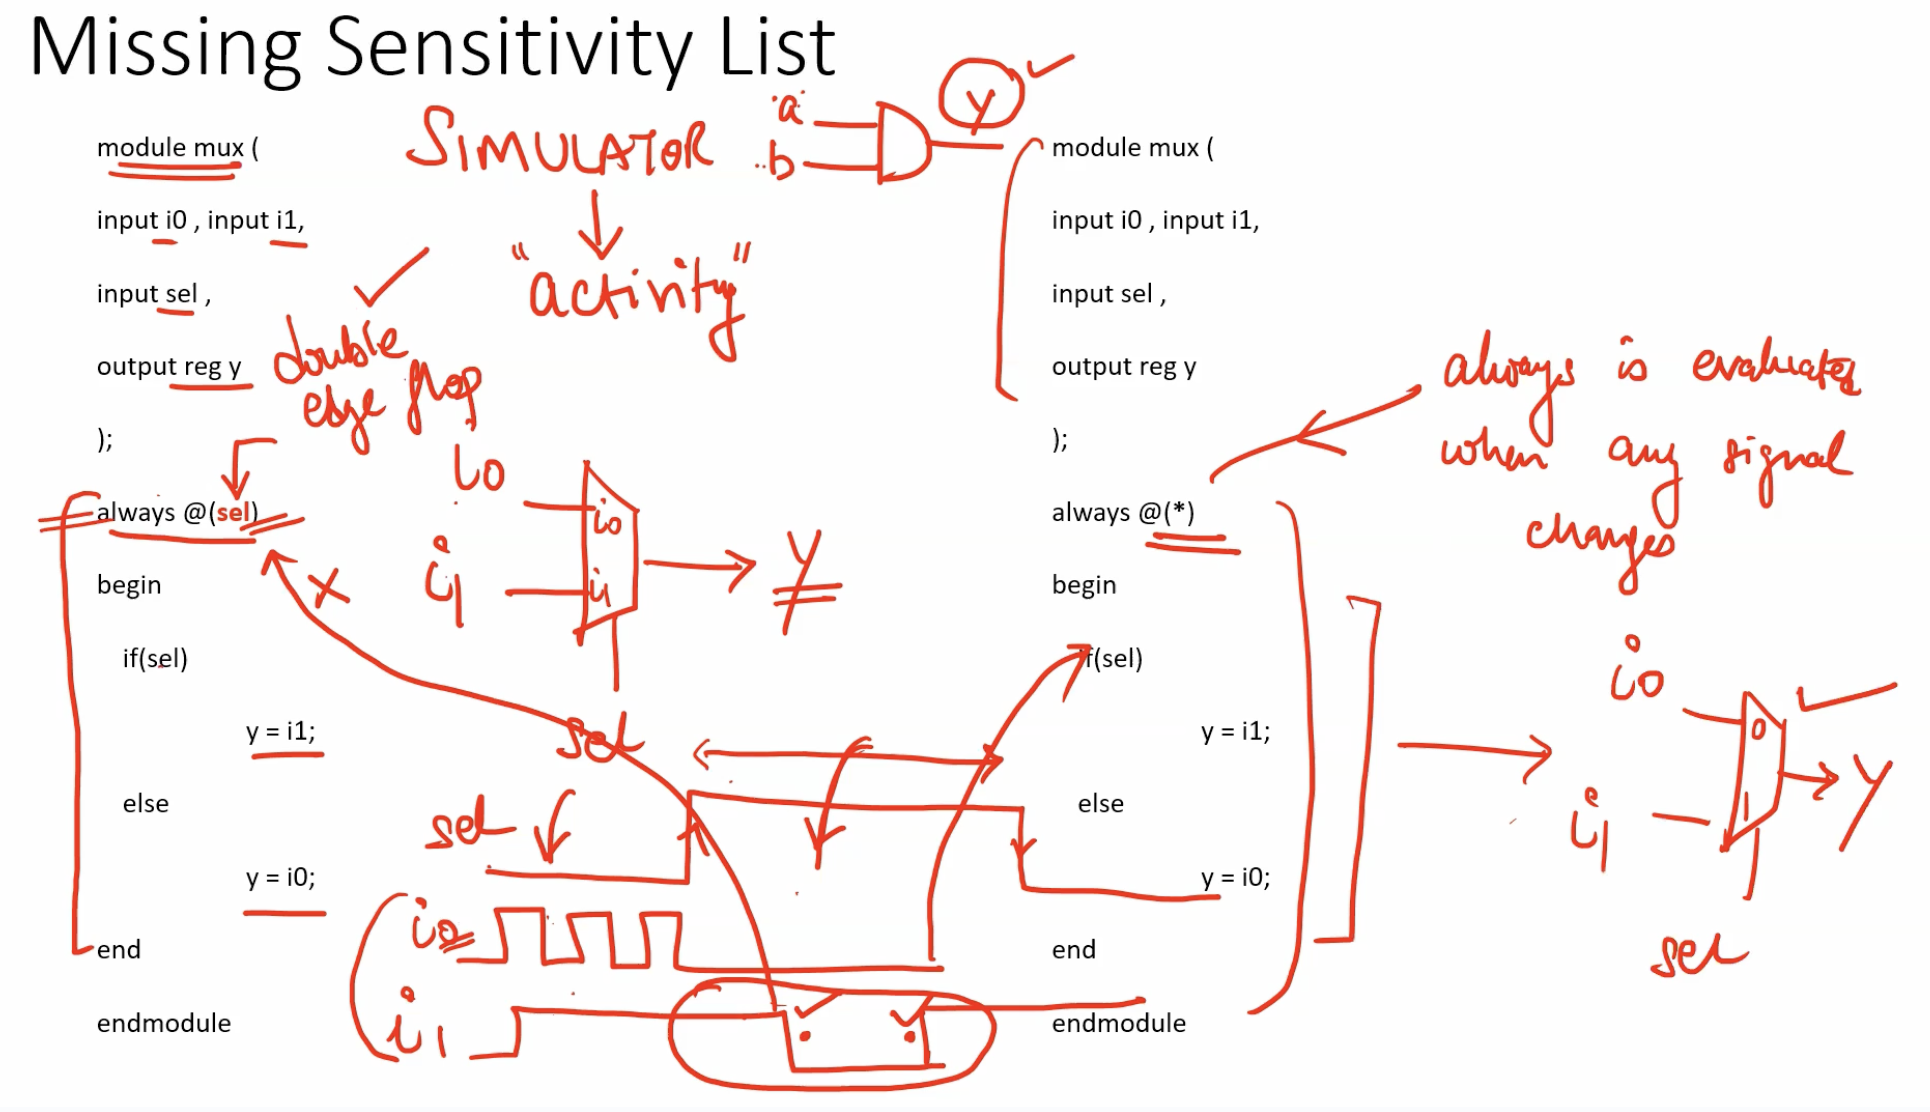 Missing Sensitivity List
module mux (
input i0 , input i1,
input sel ,
output reg y
);
always @(sel)
begin
if(sel)
y = i1;
else
y = i0;
end
endmodule
SIMULATOR
"activity"
a
b
y
double
edge flop
i0
i1
i0
i1
y
sel
sel
i0
i1
module mux (
input i0 , input i1,
input sel ,
output reg y
);
always @(*)
begin
if(sel)
y = i1;
else
y = i0;
end
endmodule
always is evaluated
when any signal
changes
i0
i1
0
1
y
sel